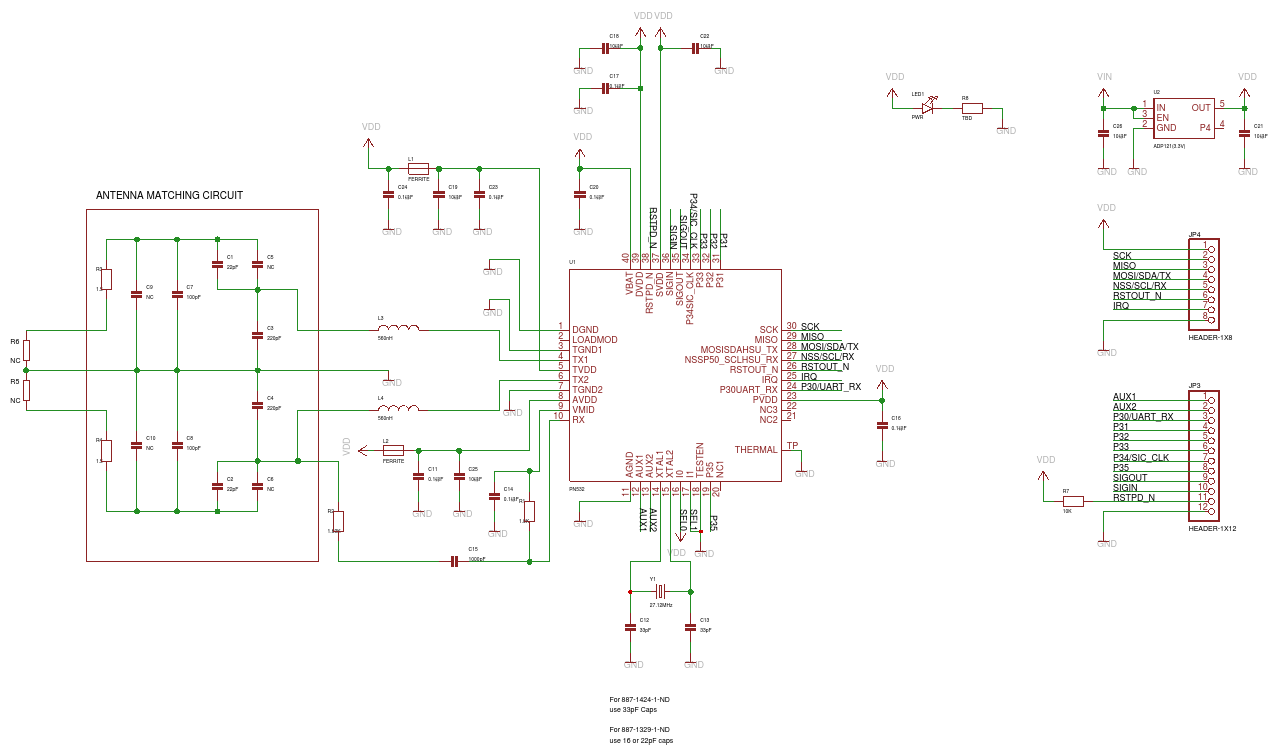 VDD VDD
C18
10uF
C22
10uF
GND
GND
C17
0.1uF
GND
VDD
LED1
PWR
R8
TBD
GND
VIN
VDD
U2
1 IN
3 EN
2 GND
OUT 5
P4 4
ADP121(3.3V)
C26
10uF
C21
10uF
GND
GND
GND
VDD
L1
FERRITE
C24
0.1uF
C19
10uF
C23
0.1uF
GND
GND
GND
VDD
C20
0.1uF
GND
ANTENNA MATCHING CIRCUIT
R3
C9
NC
C7
100pF
C1
22pF
C5
NC
C3
220pF
R6
NC
R5
NC
C4
220pF
R4
C10
NC
C8
100pF
C2
22pF
C6
NC
L3
560nH
GND
L4
560nH
VDD
L2
FERRITE
C11
0.1uF
C25
10uF
GND
GND
C14
0.1uF
GND
R1
R2
C15
1000pF
GND
GND
GND
GND
RSTPD_N
SIGIN
SIGOUT
P34/SIC_CLK
P33
P32
P31
U1
40 VBAT
39 DVDD
38 RSTPD_N
37 SVDD
36 SIGIN
35 SIGOUT
34 P34SIC_CLK
33 P33
32 P32
31 P31
1 DGND
2 LOADMOD
3 TGND1
4 TX1
5 TVDD
6 TX2
7 TGND2
8 AVDD
9 VMID
10 RX
SCK 30 SCK
MISO 29 MISO
MOSISDAHSU_TX 28 MOSI/SDA/TX
NSSP50_SCLHSU_RX 27 NSS/SCL/RX
RSTOUT_N 26 RSTOUT_N
IRQ 25 IRQ
P30UART_RX 24 P30/UART_RX
PVDD 23
NC3 22
NC2 21
THERMAL TP
GND
VDD
C16
0.1uF
GND
AGND 11
AUX1 12
AUX2 13
XTAL1 14
XTAL2 15
I0 16
I1 17
TESTEN 18
P35 19
NC1 20
PN532
AUX1
AUX2
SEL0
SEL1
P35
VDD
GND
Y1
27.12MHz
C12
33pF
C13
33pF
GND
GND
For 887-1424-1-ND
use 33pF Caps
For 887-1329-1-ND
use 16 or 22pF caps
VDD
JP4
1
SCK 2
MISO 3
MOSI/SDA/TX 4
NSS/SCL/RX 5
RSTOUT_N 6
IRQ 7
8
GND
HEADER-1X8
JP3
AUX1 1
AUX2 2
P30/UART_RX 3
P31 4
P32 5
P33 6
P34/SIC_CLK 7
P35 8
SIGOUT 9
SIGIN 10
RSTPD_N 11
12
VDD
R7
10K
GND
HEADER-1X12